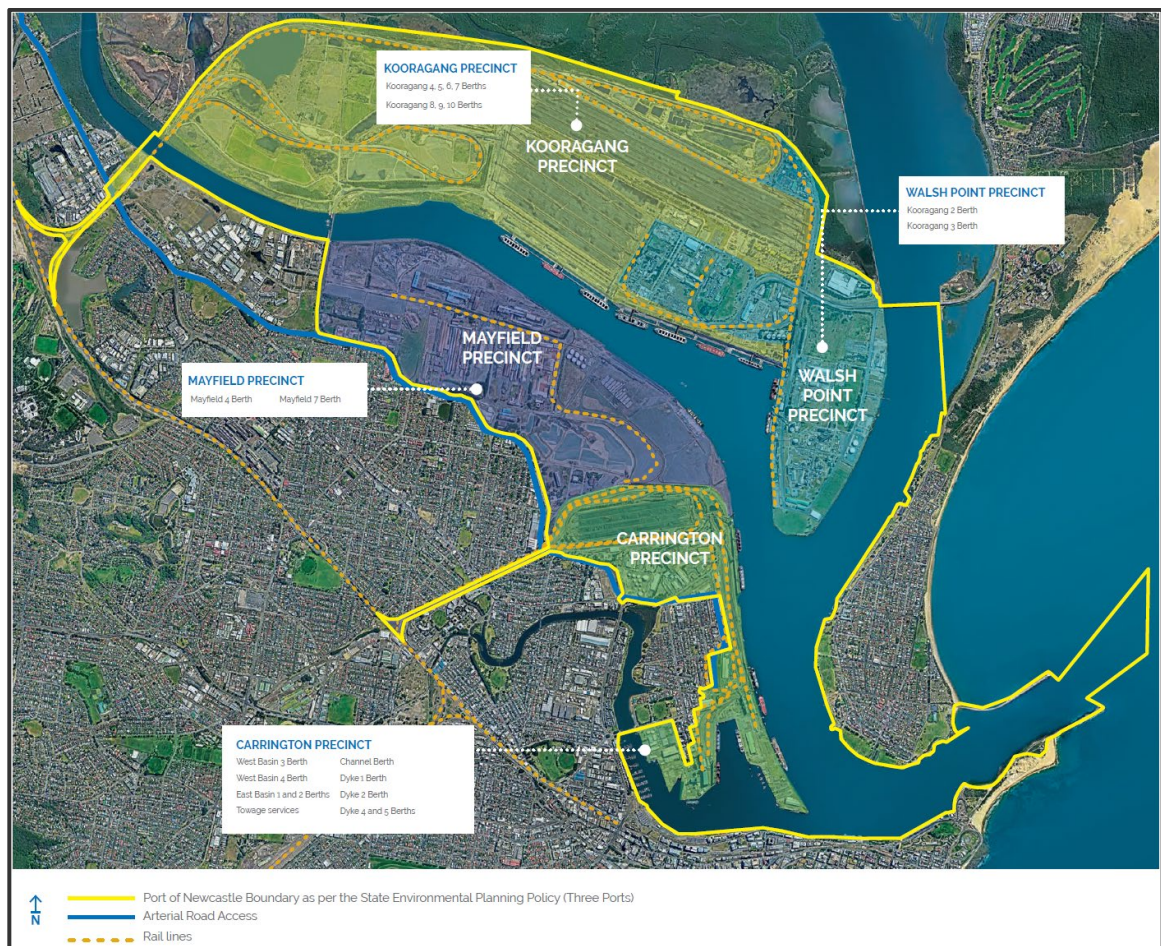 KOORAGANG PRECINCT
Kooragang 4, 5, 6, 7 Berths
Kooragang 8, 9, 10 Berths
KOORAGANG
PRECINCT
WALSH POINT PRECINCT
Kooragang 2 Berth
Kooragang 3 Berth
MAYFIELD
PRECINCT
MAYFIELD PRECINCT
Mayfield 4 Berth Mayfield 7 Berth
WALSH
POINT
PRECINCT
CARRINGTON
PRECINCT
CARRINGTON PRECINCT
West Basin 3 Berth Channel Berth
West Basin 4 Berth Dyke 1 Berth
East Basin 1 and 2 Berths Dyke 2 Berth
Towage services Dyke 4 and 5 Berths
N
Port of Newcastle Boundary as per the State Environmental Planning Policy (Three Ports)
Arterial Road Access
Rail lines